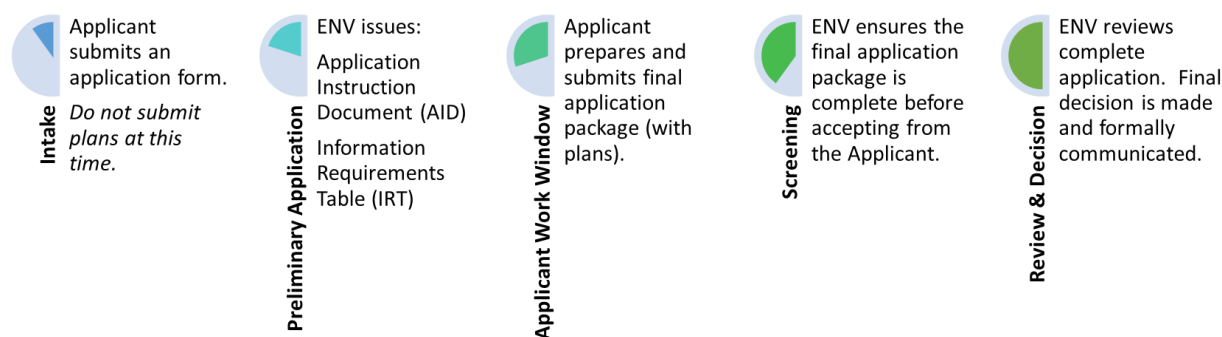 Intake
Applicant
submits an
application form.
Do not submit
plans at this
time.
Preliminary Application
ENV issues:
Application
Instruction
Document (AID)
Information
Requirements
Table (IRT)
Applicant Work Window
Applicant
prepares and
submits final
application
package (with
plans).
Screening
ENV ensures the
final application
package is
complete before
accepting from
the Applicant.
Review & Decision
ENV reviews
complete
application.  Final
decision is made
and formally
communicated.